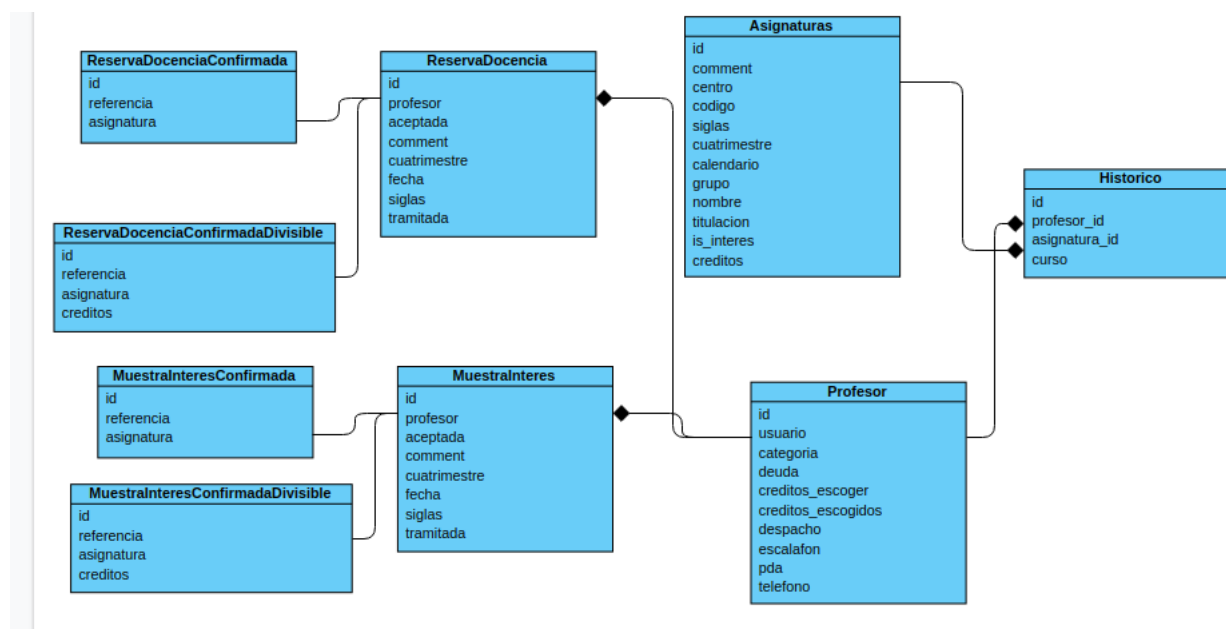 ReservaDocenciaConfirmada
id
referencia
asignatura
ReservaDocencia
id
profesor
aceptada
comment
cuatrimestre
fecha
siglas
tramitada
Asignaturas
id
comment
centro
codigo
siglas
cuatrimestre
calendario
grupo
nombre
titulacion
is_interes
creditos
Historico
id
profesor_id
asignatura_id
curso
ReservaDocenciaConfirmadaDivisible
id
referencia
asignatura
creditos
MuestraInteresConfirmada
id
referencia
asignatura
MuestraInteres
id
profesor
aceptada
comment
cuatrimestre
fecha
siglas
tramitada
Profesor
id
usuario
categoria
deuda
creditos_escoger
creditos_escogidos
despacho
escalafon
pda
telefono
MuestraInteresConfirmadaDivisible
id
referencia
asignatura
creditos